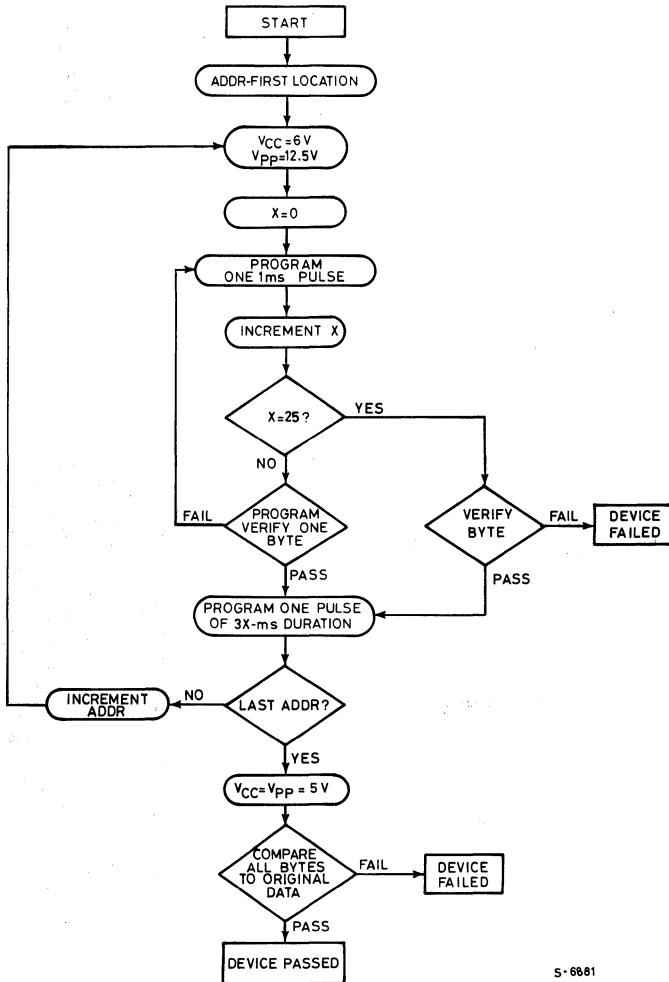 START
ADDR-FIRST LOCATION
VCC=6V
VPP=12.5V
X=0
PROGRAM
ONE 1ms PULSE
INCREMENT X
X=25?
YES
NO
FAIL
PROGRAM
VERIFY ONE
BYTE
VERIFY
BYTE
FAIL
DEVICE
FAILED
PASS
PASS
PROGRAM ONE PULSE
OF 3X-ms DURATION
INCREMENT
ADDR
NO
LAST ADDR?
YES
VCC=VPP = 5V
COMPARE
ALL BYTES
TO ORIGINAL
DATA
FAIL
DEVICE
FAILED
PASS
DEVICE PASSED
S-6881